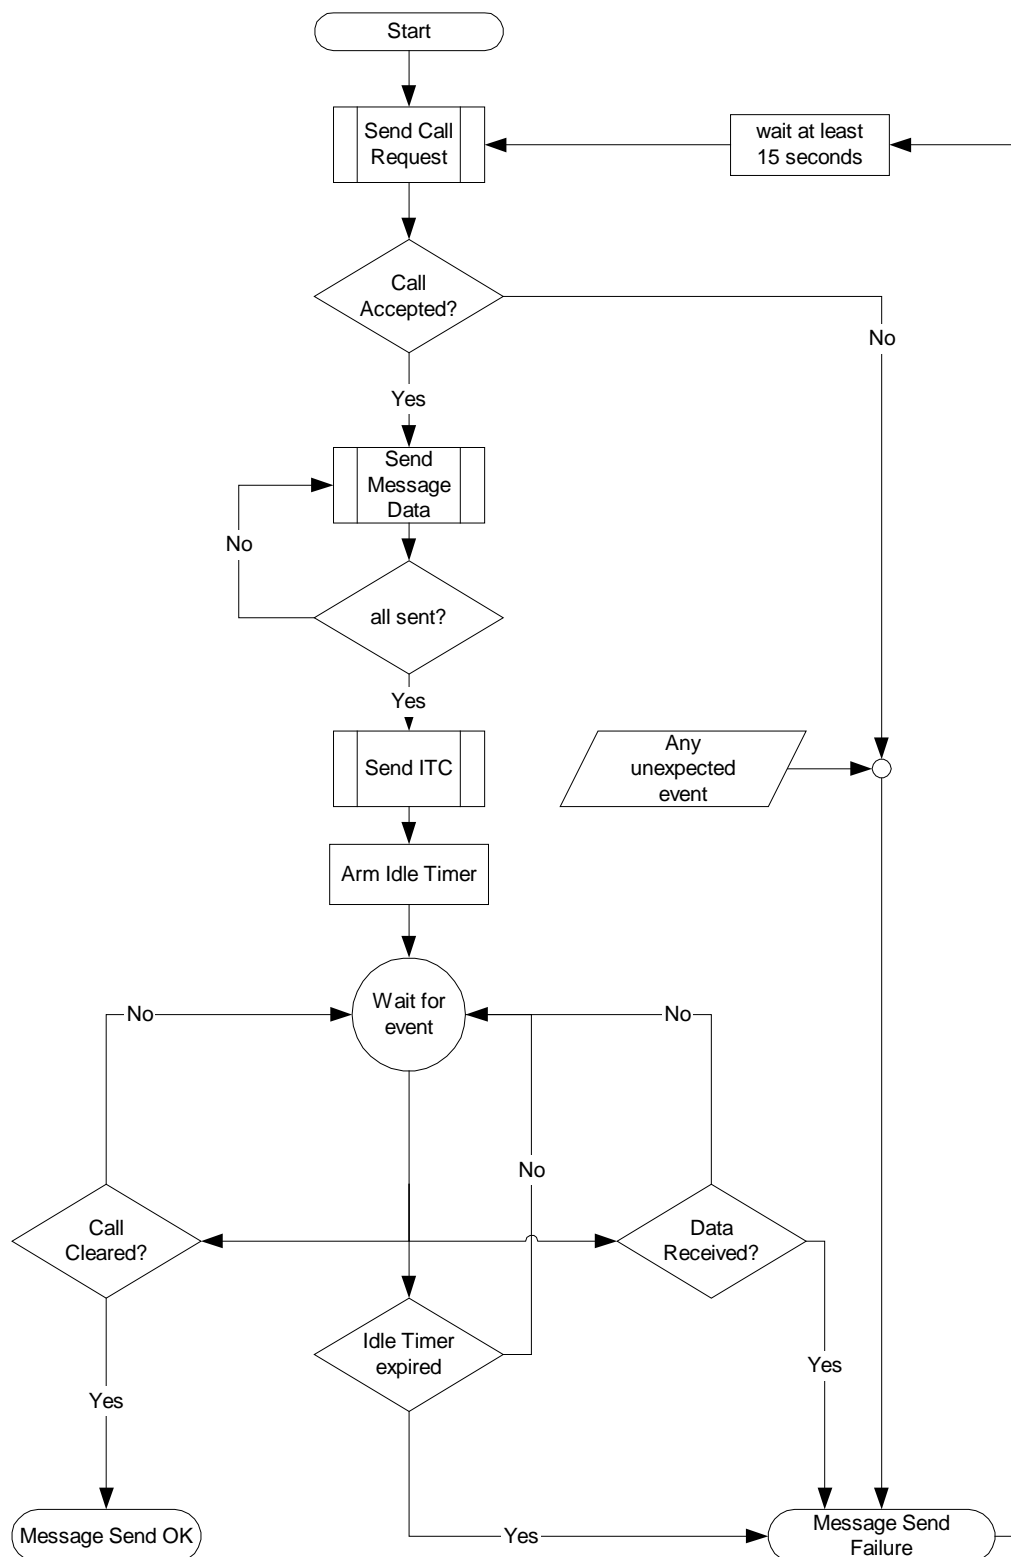 Start
Send Call
Request
wait at least
15 seconds
Call
Accepted?
No
Yes
Send
Message
Data
No
all sent?
Yes
Send ITC
Any
unexpected
event
Arm Idle Timer
Wait for
event
No
No
No
Call
Cleared?
Data
Received?
Idle Timer
expired
Yes
Yes
Message Send OK
Yes
Message Send
Failure